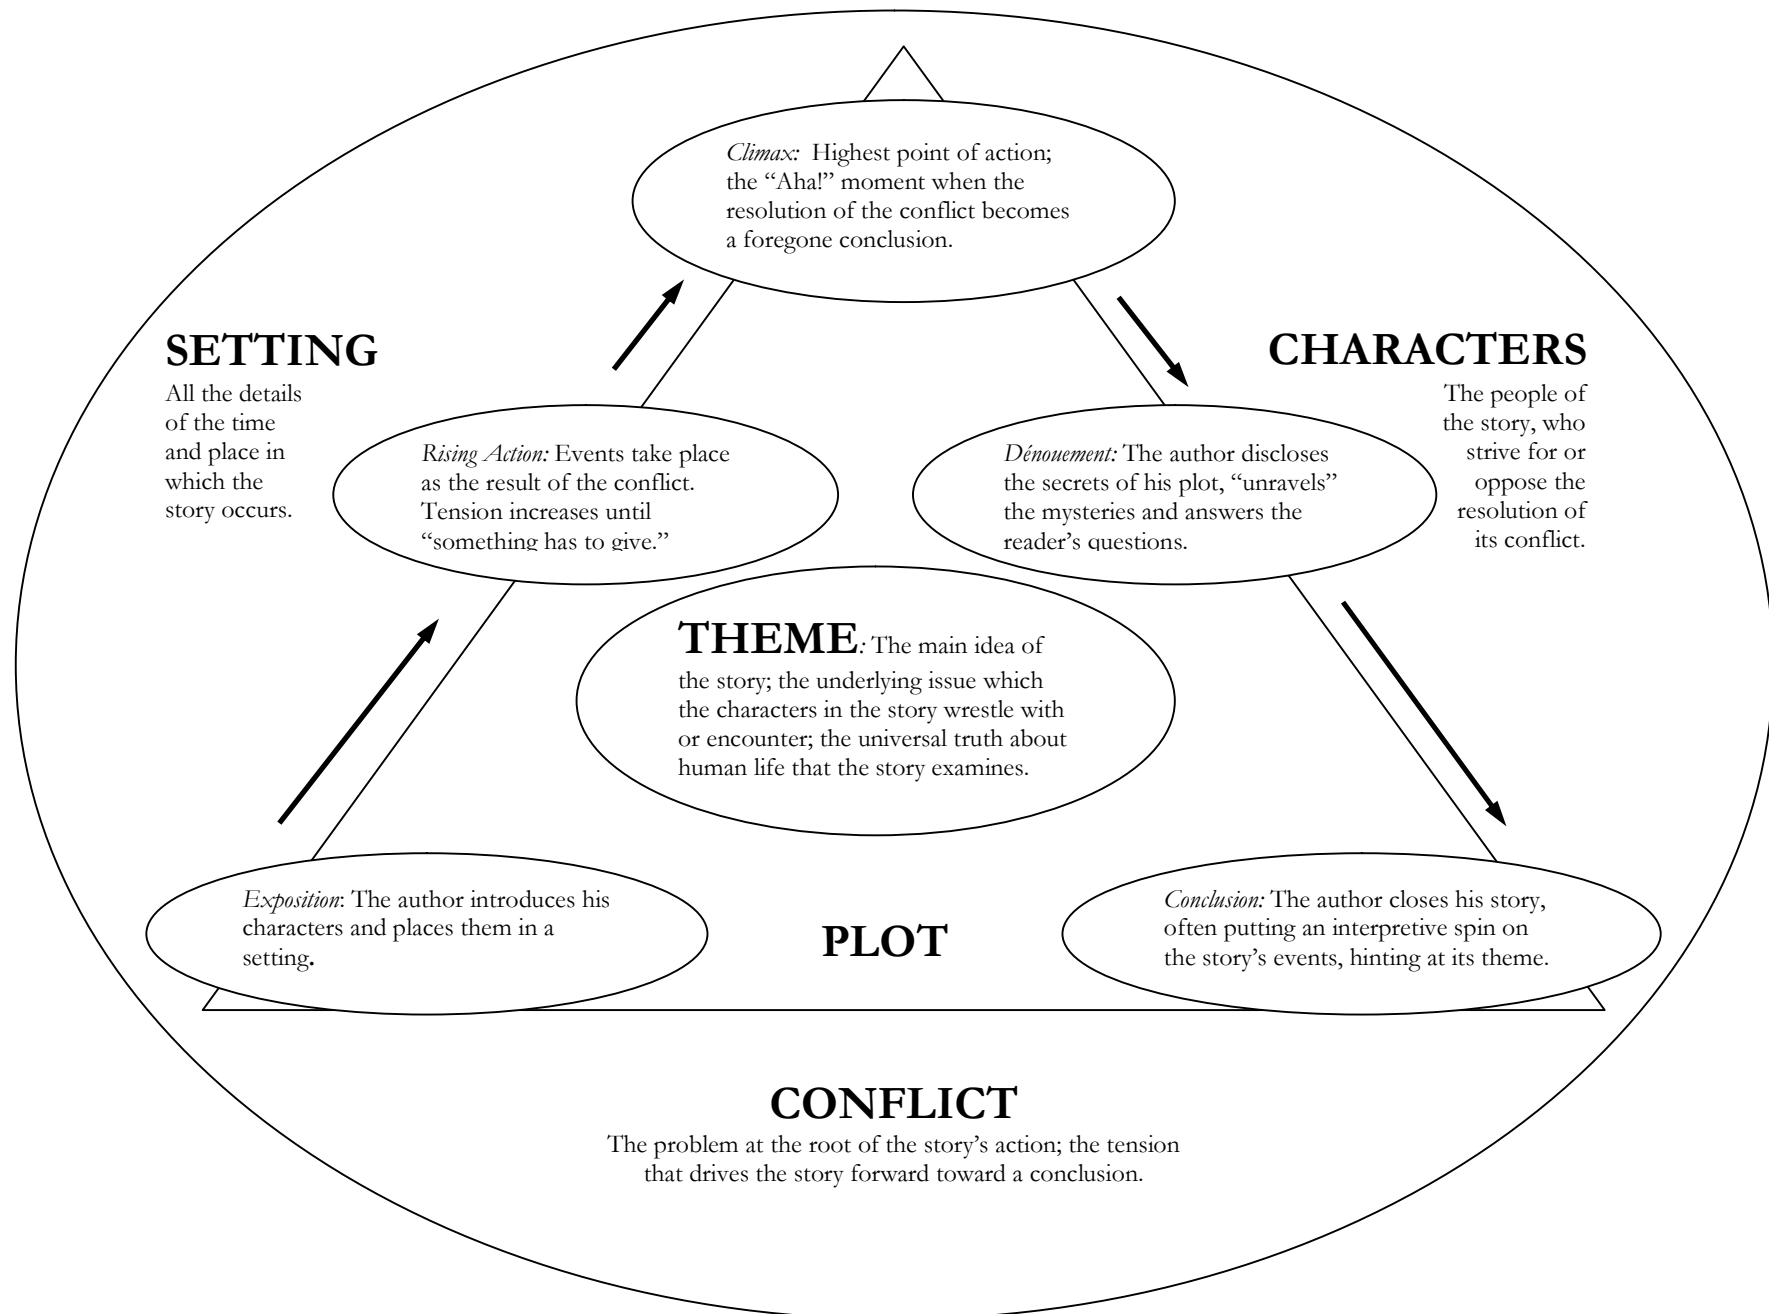 Climax: Highest point of action;
the “Aha!” moment when the
resolution of the conflict becomes
a foregone conclusion.
SETTING
All the details
of the time
and place in
which the
story occurs.
CHARACTERS
The people of
the story, who
strive for or
oppose the
resolution of
its conflict.
Rising Action: Events take place
as the result of the conflict.
Tension increases until
“something has to give.”
Dénouement: The author discloses
the secrets of his plot, “unravels”
the mysteries and answers the
reader’s questions.
THEME: The main idea of
the story; the underlying issue which
the characters in the story wrestle with
or encounter; the universal truth about
human life that the story examines.
Exposition: The author introduces his
characters and places them in a
setting.
PLOT
Conclusion: The author closes his story,
often putting an interpretive spin on
the story’s events, hinting at its theme.
CONFLICT
The problem at the root of the story’s action; the tension
that drives the story forward toward a conclusion.